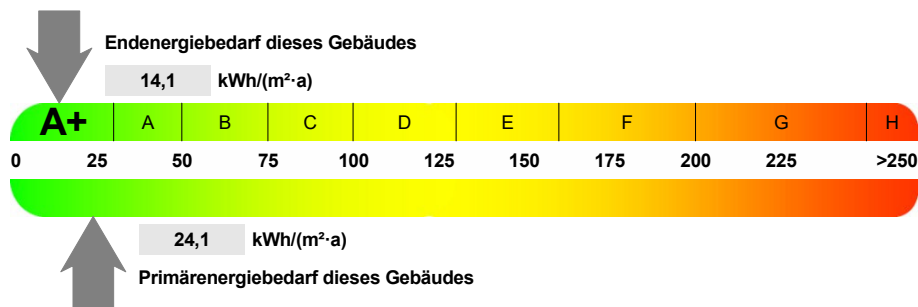 Endenergiebedarf dieses Gebäudes
14,1 kWh/(m²·a)
A+ A B C D E F G H
0 25 50 75 100 125 150 175 200 225 >250
24,1 kWh/(m²·a)
Primärenergiebedarf dieses Gebäudes